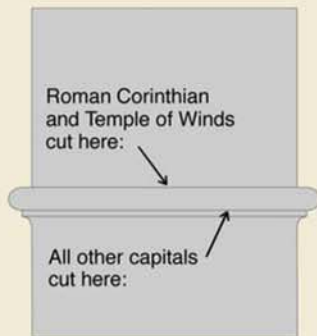 Roman Corinthian
and Temple of Winds
cut here:
All other capitals
cut here: